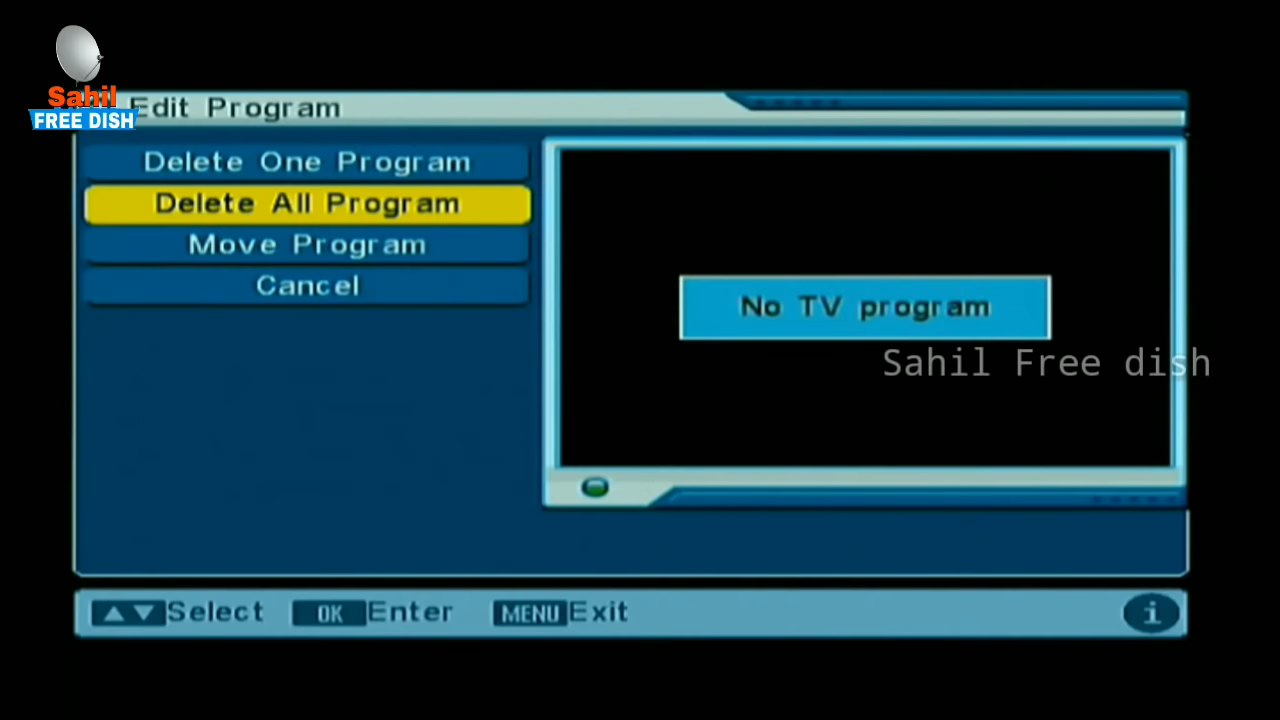 Sahil
FREE DISH
Edit Program
Delete One Program
Delete All Program
Move Program
Cancel
No TV program
Sahil Free dish
Select OK Enter MENU Exit
i